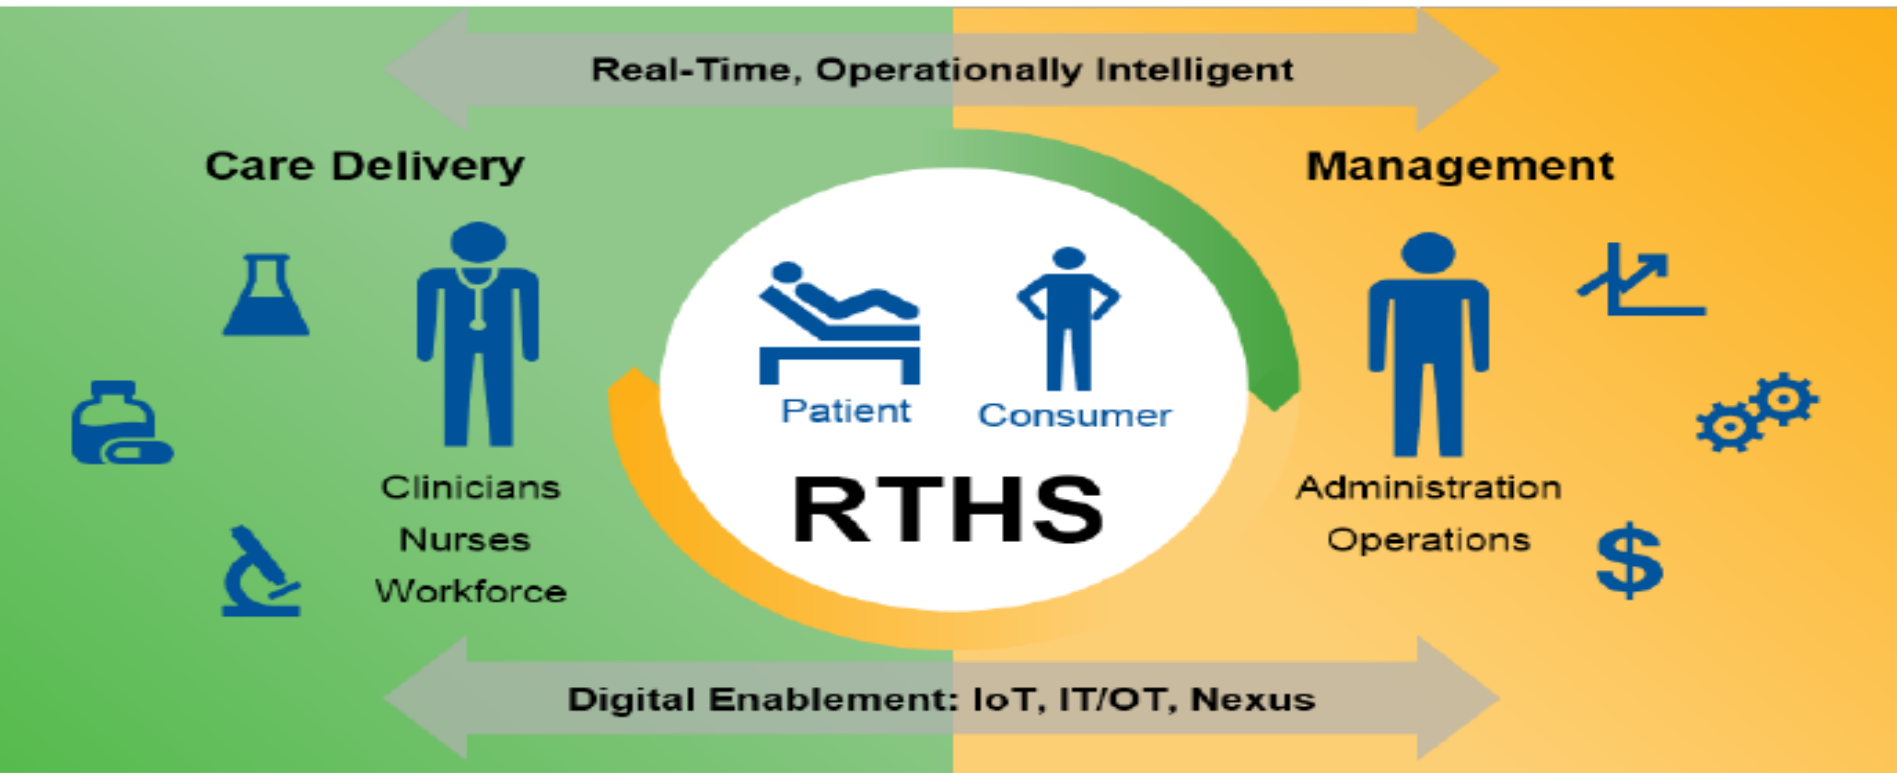 Real-Time, Operationally Intelligent
Care Delivery
Management
Patient
Consumer
RTHS
Clinicians
Nurses
Workforce
Administration
Operations
$
Digital Enablement: IoT, IT/OT, Nexus